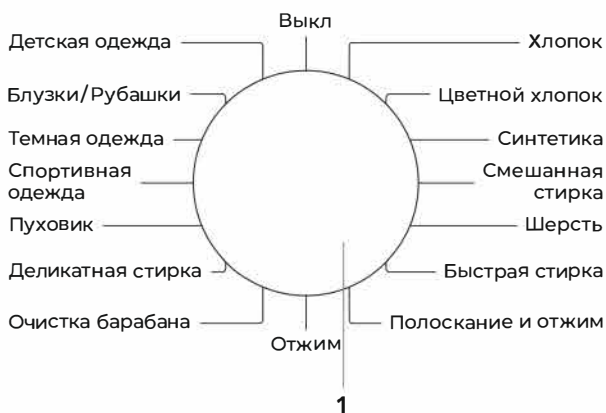 Выкл
Детская одежда
Хлопок
Блузки/Рубашки
Цветной хлопок
Темная одежда
Синтетика
Спортивная
одежда
Смешанная
стирка
Пуховик
Шерсть
Деликатная стирка
Быстрая стирка
Очистка барабана
Полоскание и отжим
Отжим
1